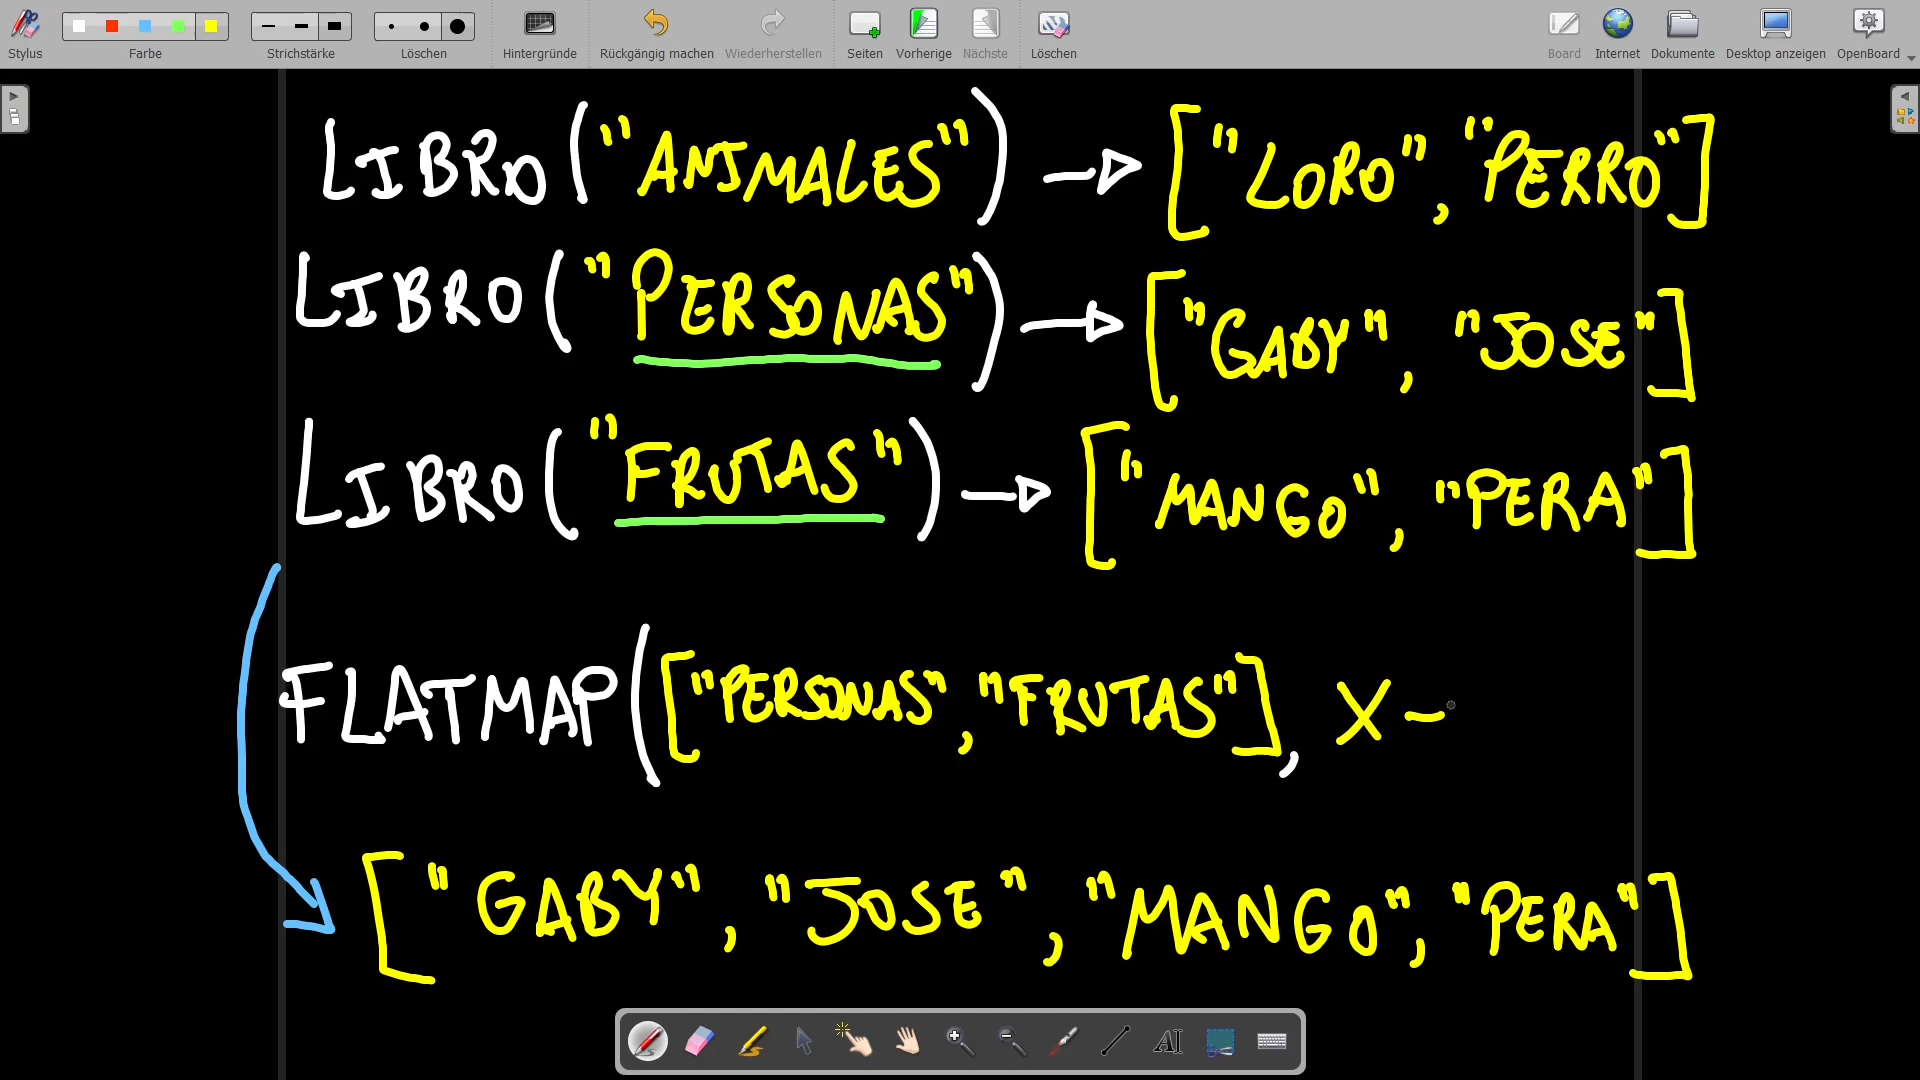 Stylus Farbe Strichstärke Löschen Hintergründe Rückgängig machen Wiederherstellen Seiten Vorherige Nächste Löschen Board Internet Dokumente Desktop anzeigen OpenBoard
LIBRO("ANIMALES") → ["LORO", "PERRO"]
LIBRO("PERSONAS") → ["GABY", "JOSE"]
LIBRO("FRUTAS") → ["MANGO", "PERA"]
FLATMAP(["PERSONAS", "FRUTAS"], X –
["GABY", "JOSE", "MANGO", "PERA"]
AI